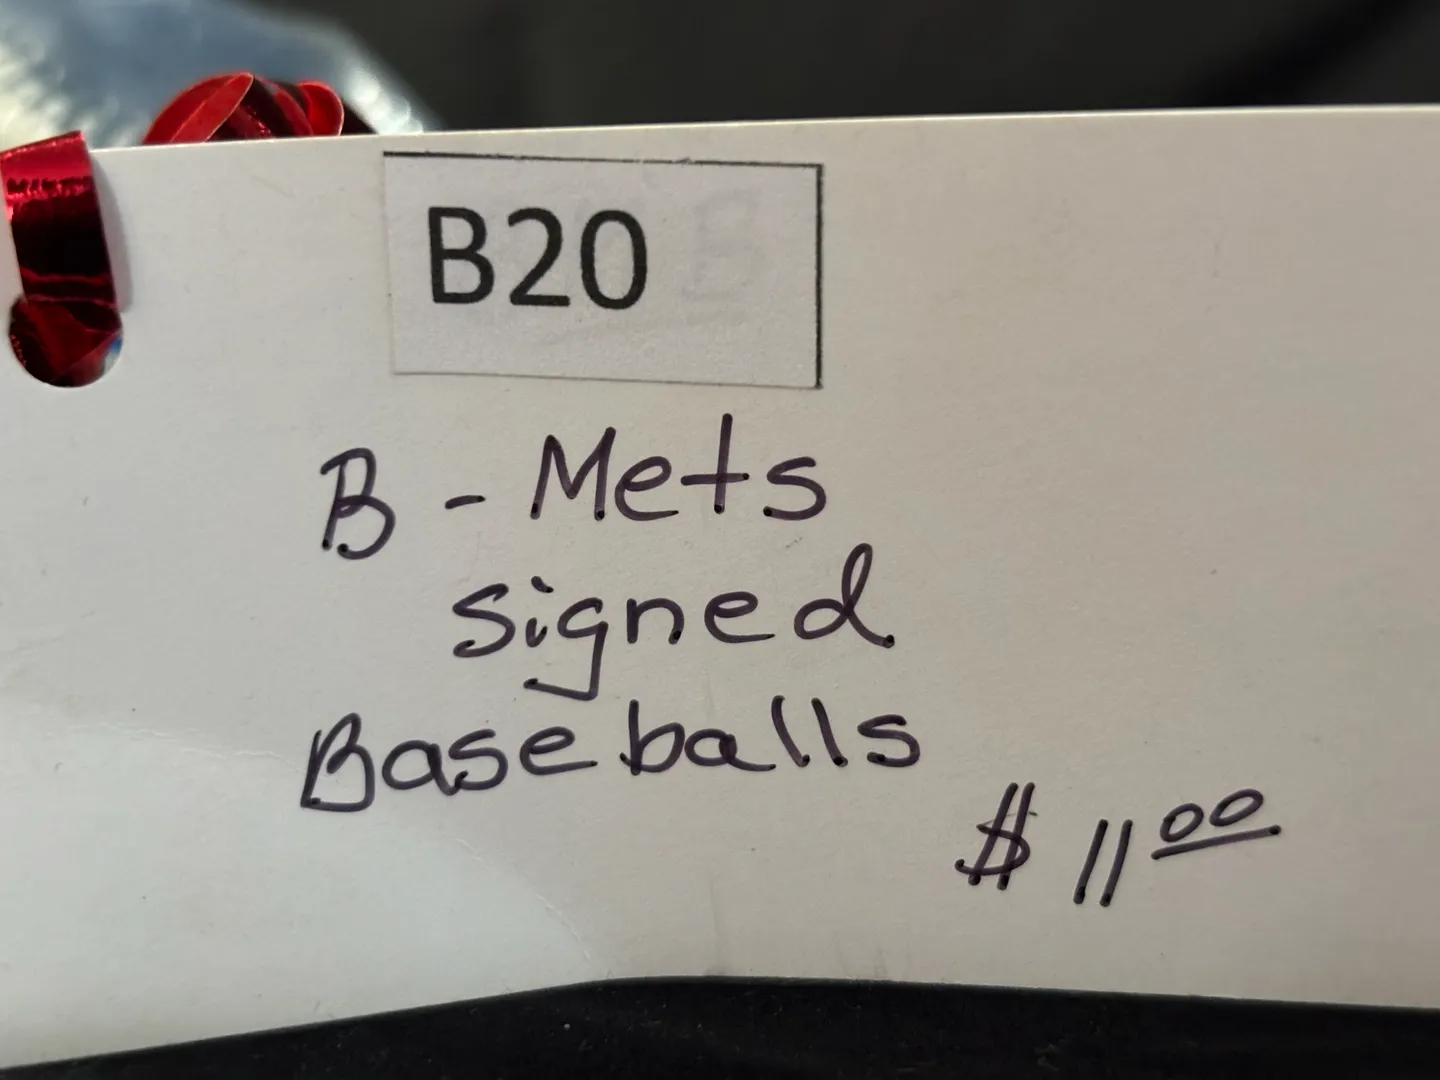 B20
B - Mets
signed
Baseballs
$ 11.00